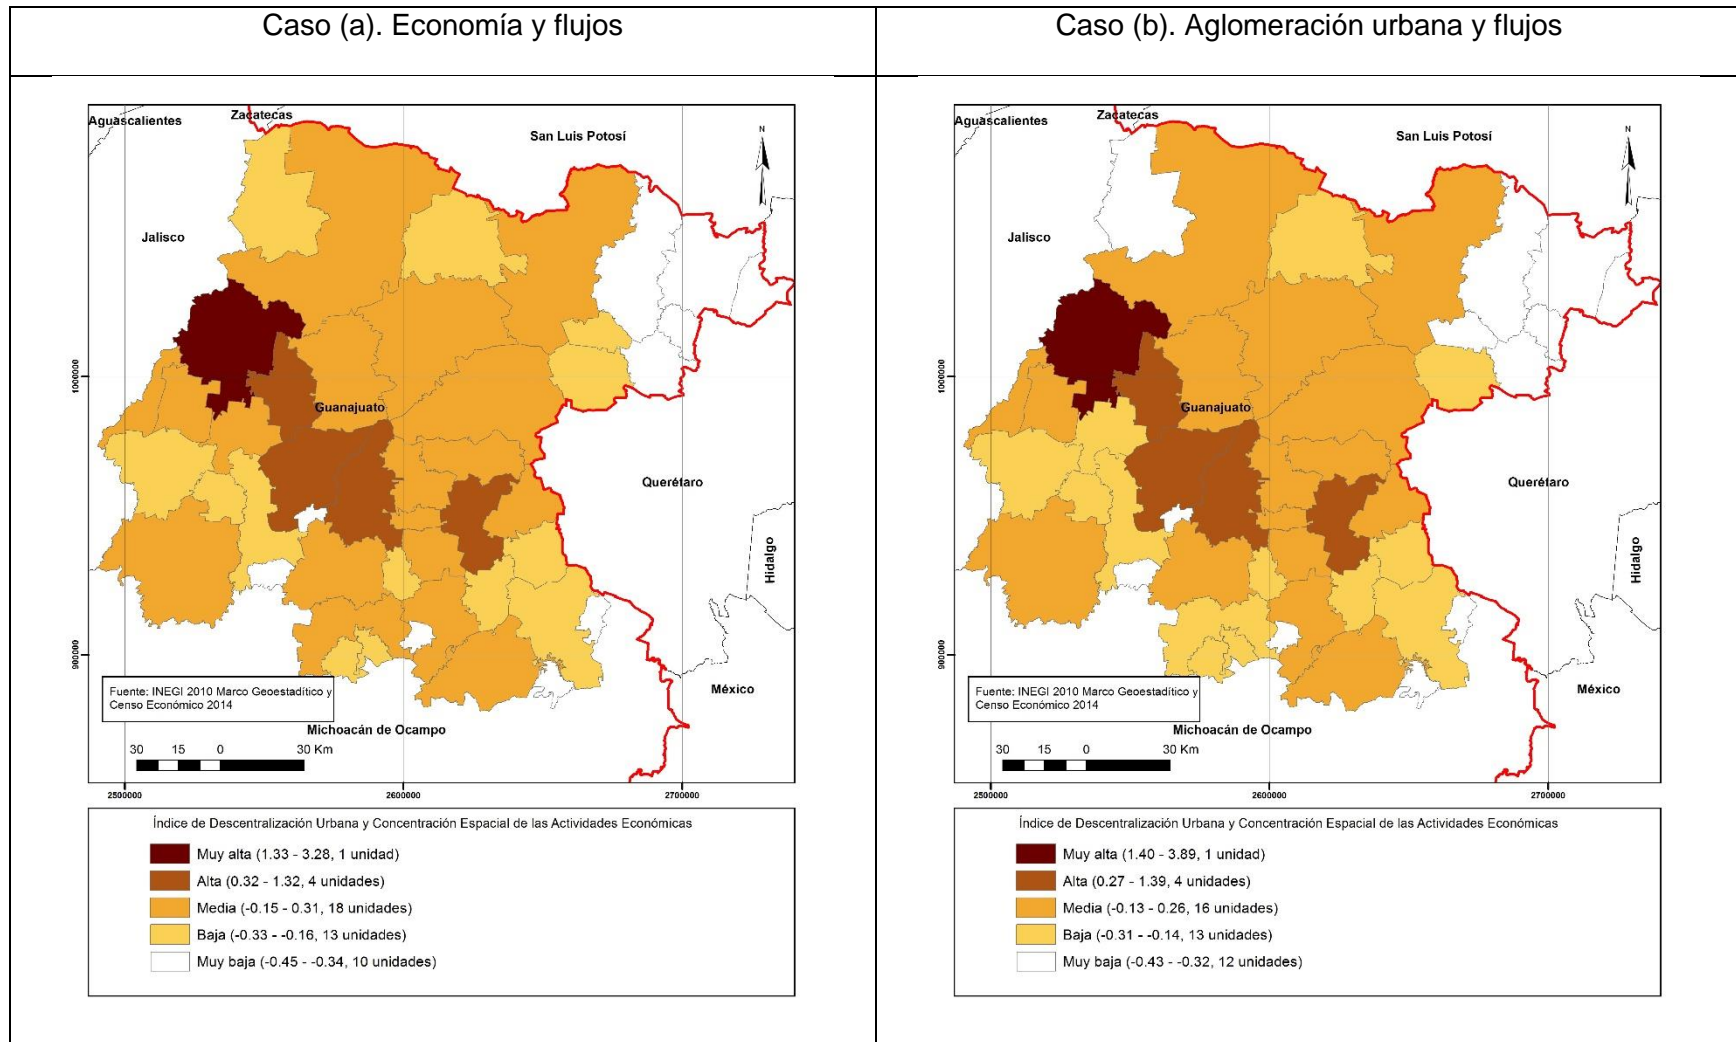 Caso (a). Economía y flujos
Caso (b). Aglomeración urbana y flujos
Aguascalientes
Zacatecas
San Luis Potosí
N
Jalisco
1000000
Guanajuato
Querétaro
Hidalgo
900000
México
Fuente: INEGI 2010 Marco Geoestadítico y
Censo Económico 2014
Michoacán de Ocampo
30 15 0 30 Km
2500000 2600000 2700000
Índice de Descentralización Urbana y Concentración Espacial de las Actividades Económicas
Muy alta (1.33 - 3.28, 1 unidad)
Alta (0.32 - 1.32, 4 unidades)
Media (-0.15 - 0.31, 18 unidades)
Baja (-0.33 - -0.16, 13 unidades)
Muy baja (-0.45 - -0.34, 10 unidades)
Aguascalientes
Zacatecas
San Luis Potosí
N
Jalisco
1000000
Guanajuato
Querétaro
Hidalgo
900000
México
Fuente: INEGI 2010 Marco Geoestadítico y
Censo Económico 2014
Michoacán de Ocampo
30 15 0 30 Km
2500000 2600000 2700000
Índice de Descentralización Urbana y Concentración Espacial de las Actividades Económicas
Muy alta (1.40 - 3.89, 1 unidad)
Alta (0.27 - 1.39, 4 unidades)
Media (-0.13 - 0.26, 16 unidades)
Baja (-0.31 - -0.14, 13 unidades)
Muy baja (-0.43 - -0.32, 12 unidades)